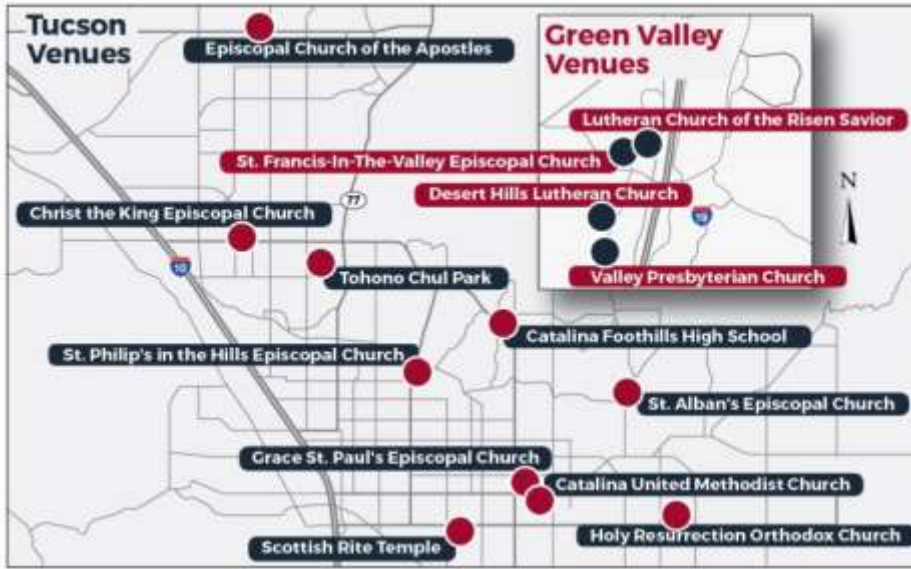 Tucson
Venues
Episcopal Church of the Apostles
Green Valley
Venues
Lutheran Church of the Risen Savior
St. Francis-In-The-Valley Episcopal Church
Desert Hills Lutheran Church
19
Valley Presbyterian Church
N
77
Christ the King Episcopal Church
10
Tohono Chul Park
Catalina Foothills High School
St. Philip's in the Hills Episcopal Church
St. Alban's Episcopal Church
Grace St. Paul's Episcopal Church
Catalina United Methodist Church
Holy Resurrection Orthodox Church
Scottish Rite Temple